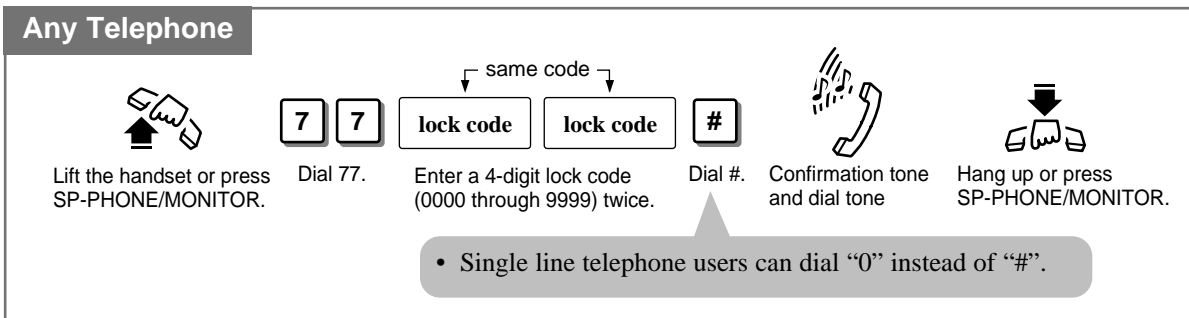 Any Telephone
same code
7 7 lock code lock code #
Lift the handset or press
SP-PHONE/MONITOR.
Dial 77.
Enter a 4-digit lock code
(0000 through 9999) twice.
Dial #.
Confirmation tone
and dial tone
Hang up or press
SP-PHONE/MONITOR.
• Single line telephone users can dial “0” instead of “#”.